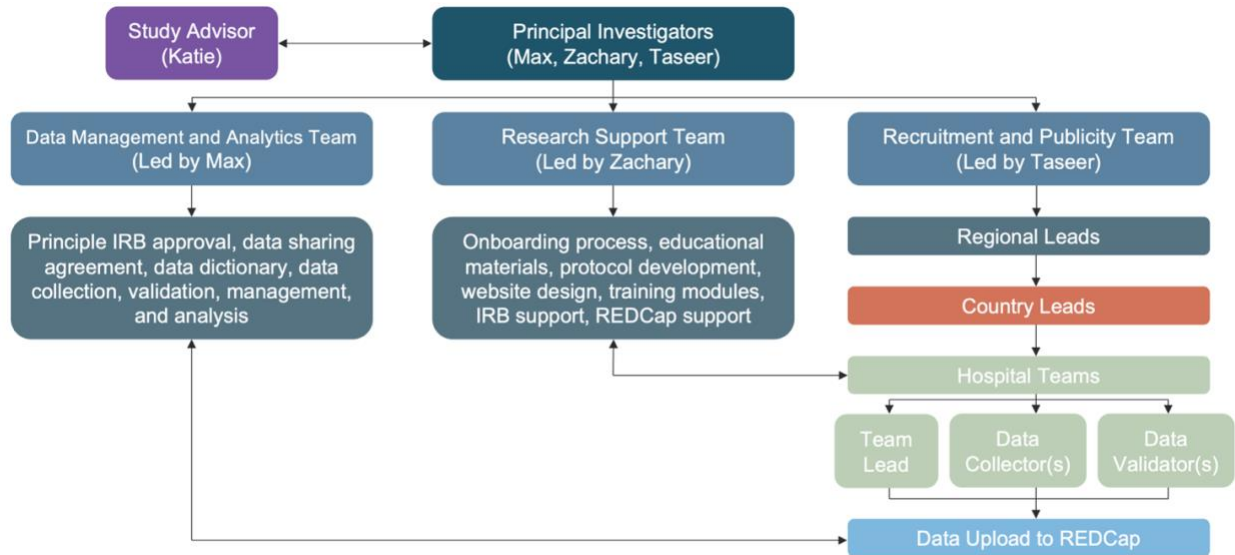 Study Advisor
(Katie)
Principal Investigators
(Max, Zachary, Taseer)
Data Management and Analytics Team
(Led by Max)
Research Support Team
(Led by Zachary)
Recruitment and Publicity Team
(Led by Taseer)
Principle IRB approval, data sharing
agreement, data dictionary, data
collection, validation, management,
and analysis
Onboarding process, educational
materials, protocol development,
website design, training modules,
IRB support, REDCap support
Regional Leads
Country Leads
Hospital Teams
Team
Lead
Data
Collector(s)
Data
Validator(s)
Data Upload to REDCap